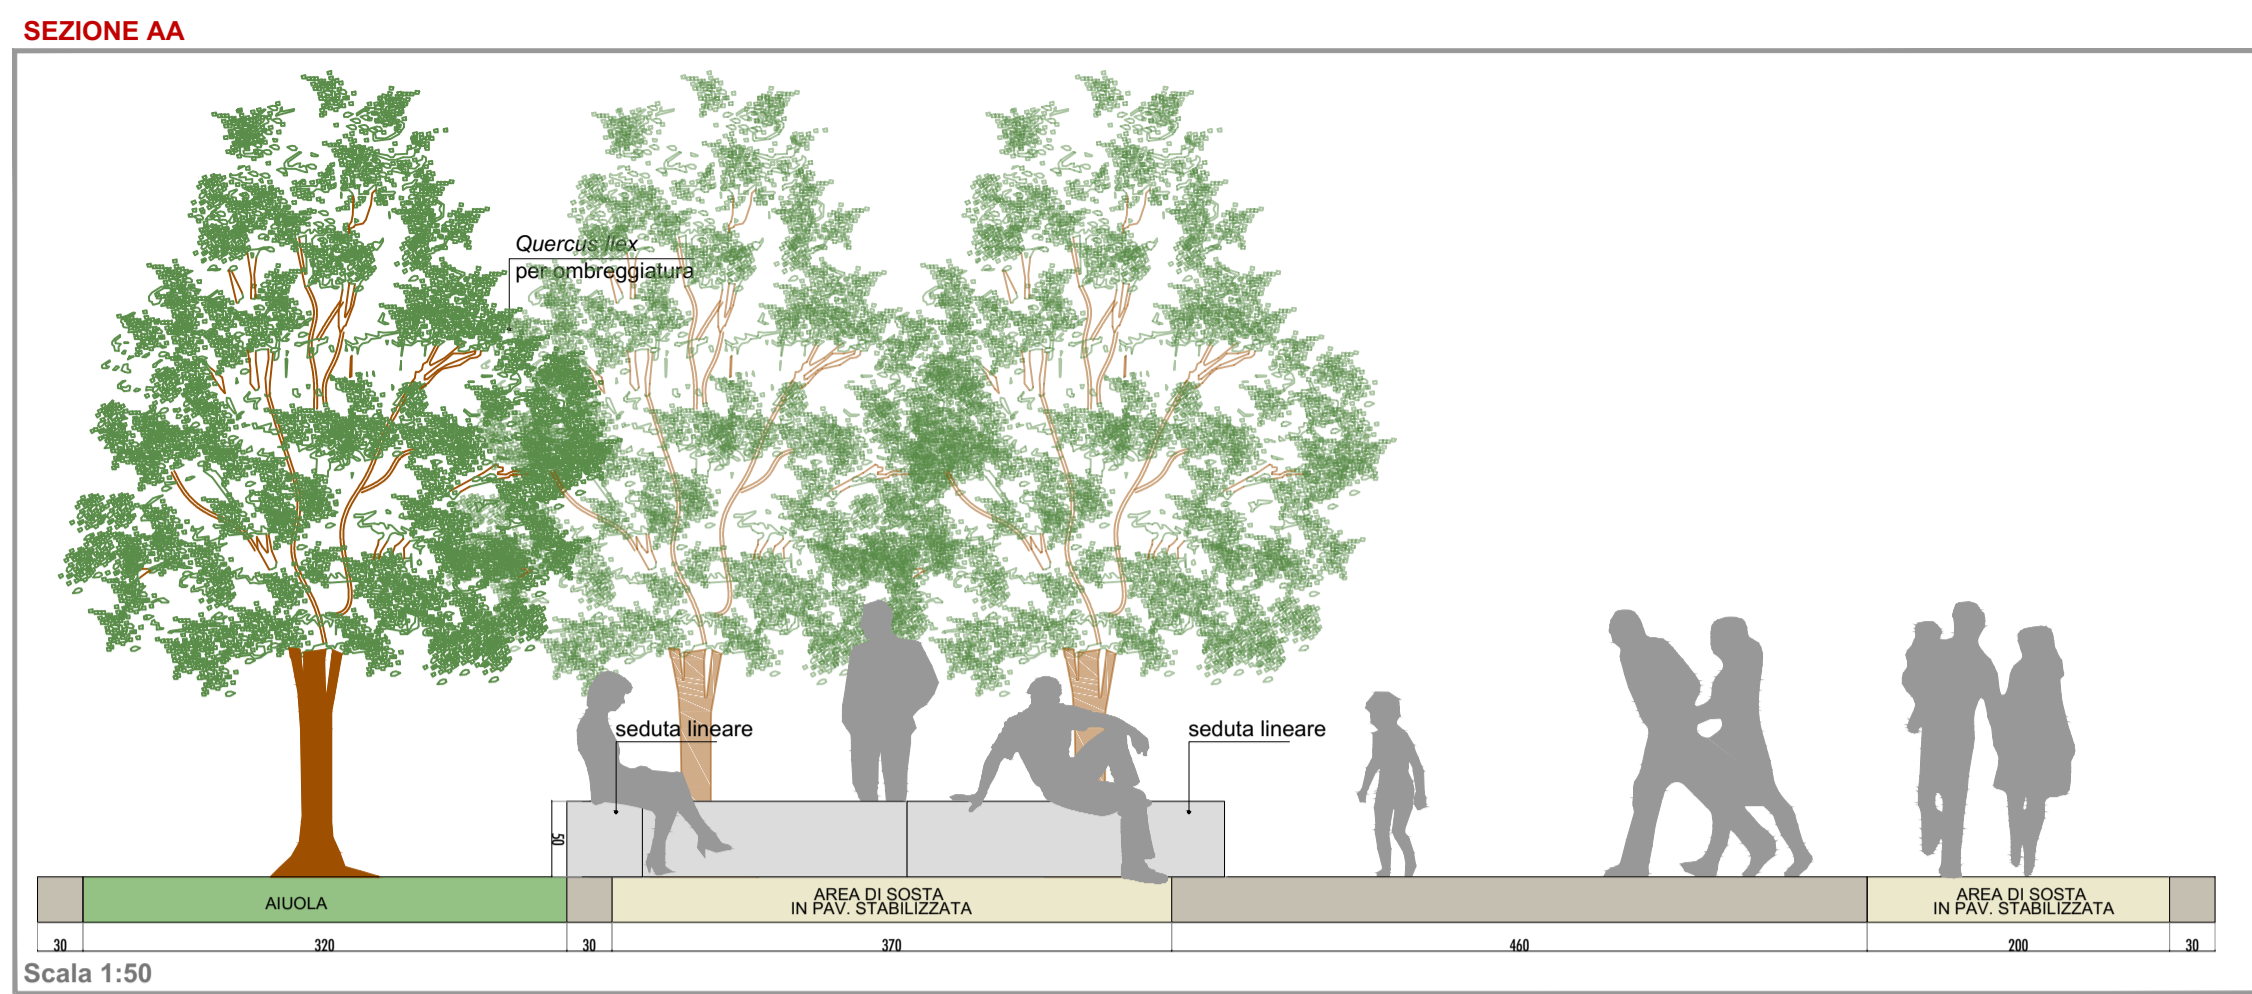 SEZIONE AA
Quercus ilex
per ombreggiatura
seduta lineare
seduta lineare
50
AIUOLA
AREA DI SOSTA
IN PAV. STABILIZZATA
AREA DI SOSTA
IN PAV. STABILIZZATA
30
320
30
370
460
200
30
Scala 1:50